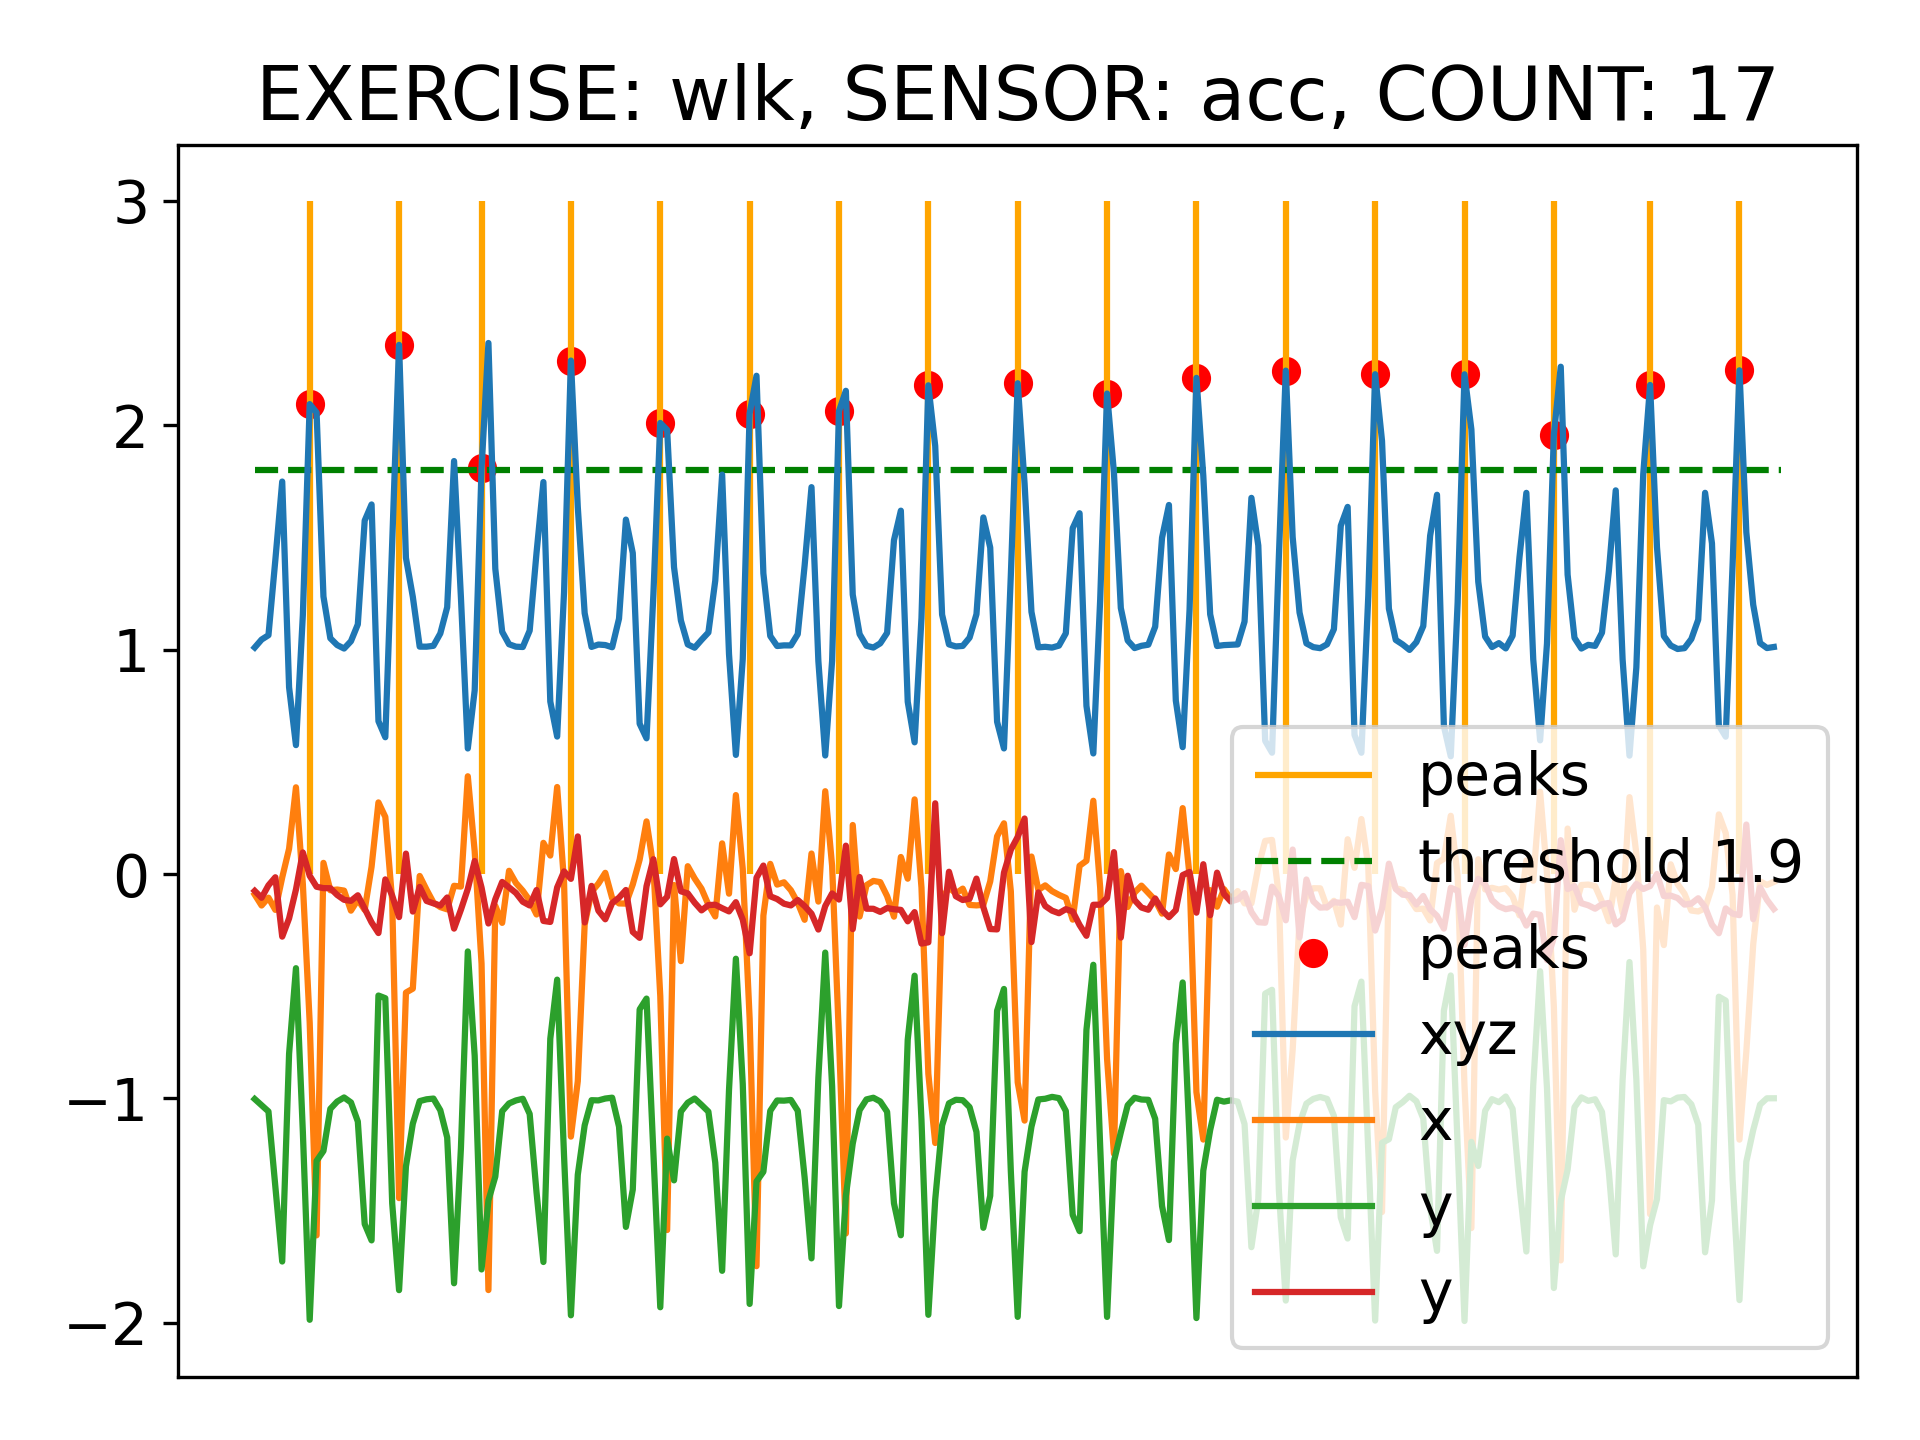 EXERCISE: wlk, SENSOR: acc, COUNT: 17
3
2
1
0
−1
−2
peaks
threshold 1.9
peaks
xyz
x
y
y